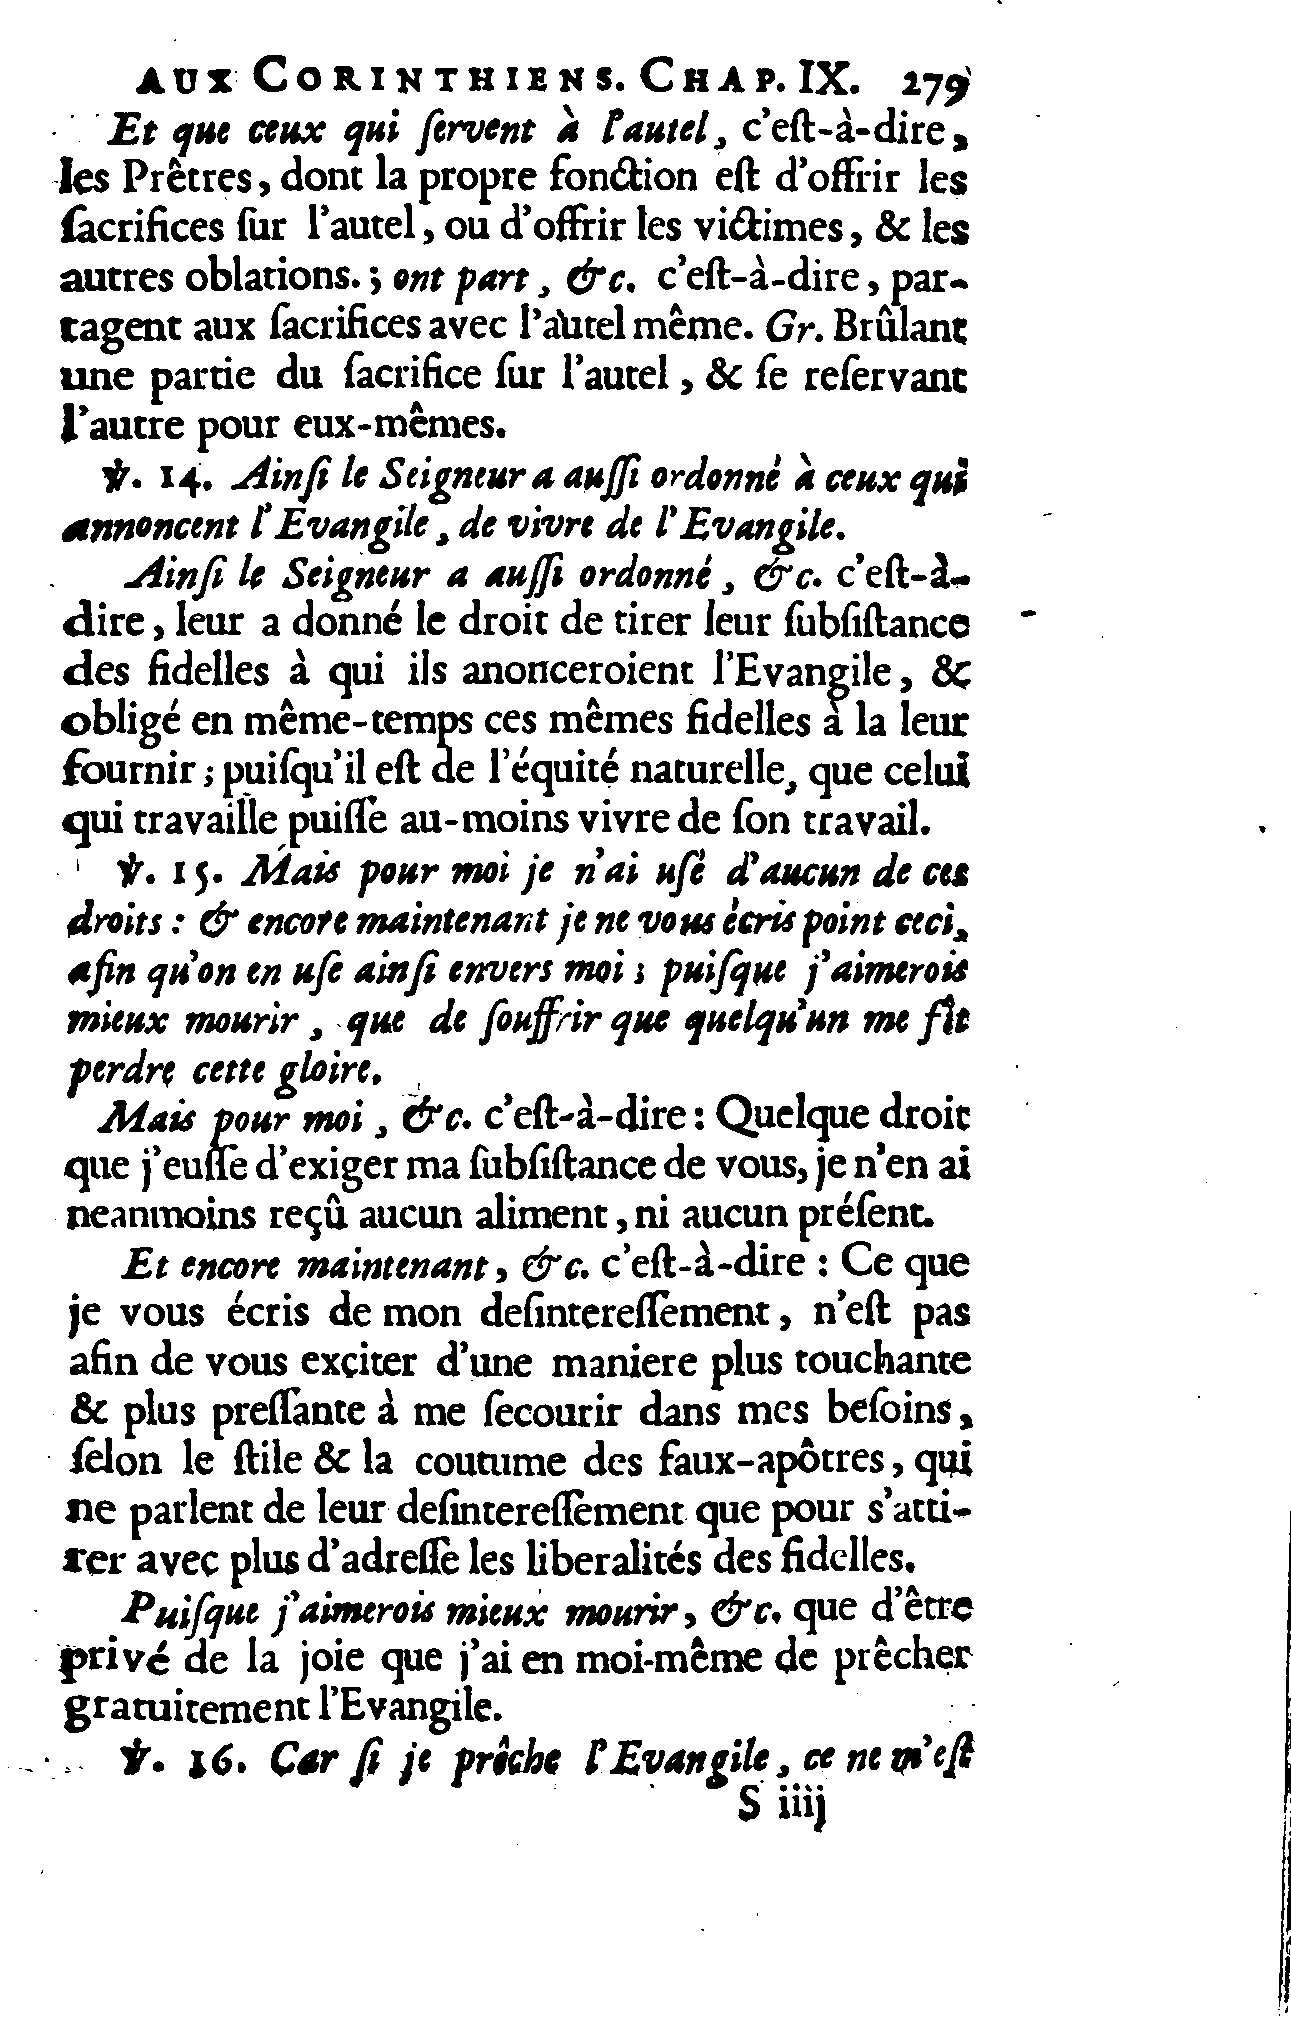 AUX CORINTHIENS. CHAP. IX. 279
Et que ceux qui ſervent à l'autel, c'eſt-à-dire,
les Prêtres, dont la propre fonction eſt d'offrir les
ſacrifices ſur l'autel, ou d'offrir les victimes, & les
autres oblations.; ont part, &c. c'eſt-à-dire, par-
tagent aux ſacrifices avec l'autel même. Gr. Brûlant
une partie du ſacrifice ſur l'autel, & ſe reſervant
l'autre pour eux-mêmes.
℣. 14. Ainſi le Seigneur a auſſi ordonné à ceux qui
annoncent l'Evangile, de vivre de l'Evangile.
Ainſi le Seigneur a auſſi ordonné, &c. c'eſt-à-
dire, leur a donné le droit de tirer leur ſubſiſtance
des fidelles à qui ils anonceroient l'Evangile, &
obligé en même-temps ces mêmes fidelles à la leur
fournir; puiſqu'il eſt de l'équité naturelle, que celui
qui travaille puiſſe au-moins vivre de ſon travail.
℣. 15. Mais pour moi je n'ai uſé d'aucun de ces
droits: & encore maintenant je ne vous écris point ceci,
afin qu'on en uſe ainſi envers moi; puiſque j'aimerois
mieux mourir, que de ſouffrir que quelqu'un me fît
perdre cette gloire.
Mais pour moi, &c. c'eſt-à-dire: Quelque droit
que j'euſſe d'exiger ma ſubſiſtance de vous, je n'en ai
neanmoins reçû aucun aliment, ni aucun préſent.
Et encore maintenant, &c. c'eſt-à-dire: Ce que
je vous écris de mon deſintereſſement, n'eſt pas
afin de vous exciter d'une maniere plus touchante
& plus preſſante à me ſecourir dans mes beſoins,
ſelon le ſtile & la coutume des faux-apôtres, qui
ne parlent de leur deſintereſſement que pour s'atti-
rer avec plus d'adreſſe les liberalités des fidelles.
Puiſque j'aimerois mieux mourir, &c. que d'être
privé de la joie que j'ai en moi-même de prêcher
gratuitement l'Evangile.
℣. 16. Car ſi je prêche l'Evangile, ce ne m'eſt
S iiij